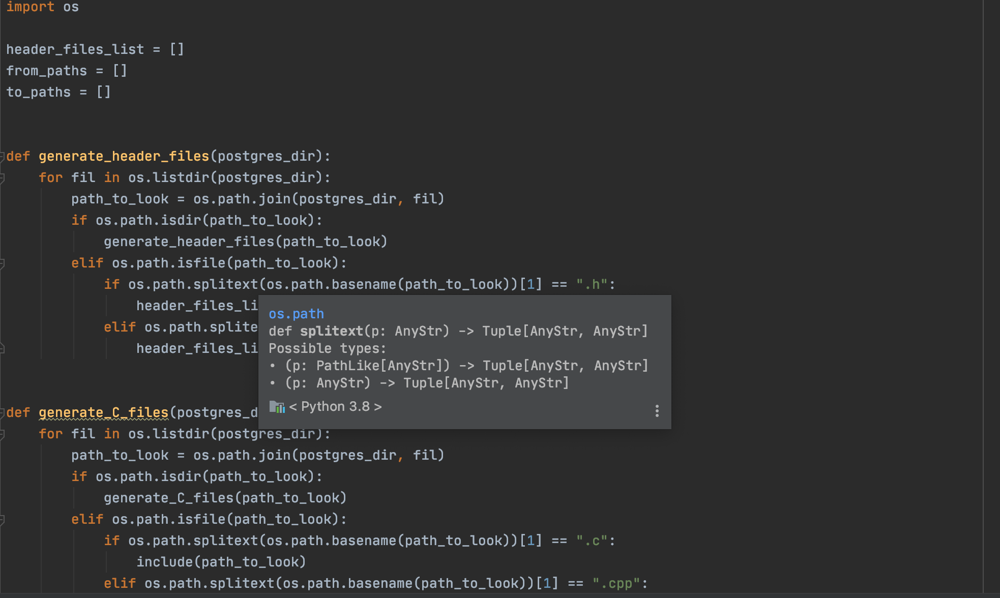 import os
header_files_list = []
from_paths = []
to_paths = []
def generate_header_files(postgres_dir):
for fil in os.listdir(postgres_dir):
path_to_look = os.path.join(postgres_dir, fil)
if os.path.isdir(path_to_look):
generate_header_files(path_to_look)
elif os.path.isfile(path_to_look):
if os.path.splitext(os.path.basename(path_to_look))[1] == ".h":
header_files_li
elif os.path.splite
header_files_li
os.path
def splitext(p: AnyStr) -> Tuple[AnyStr, AnyStr]
Possible types:
• (p: PathLike[AnyStr]) -> Tuple[AnyStr, AnyStr]
• (p: AnyStr) -> Tuple[AnyStr, AnyStr]
< Python 3.8 >
def generate_C_files(postgres_d
for fil in os.listdir(postgres_dir):
path_to_look = os.path.join(postgres_dir, fil)
if os.path.isdir(path_to_look):
generate_C_files(path_to_look)
elif os.path.isfile(path_to_look):
if os.path.splitext(os.path.basename(path_to_look))[1] == ".c":
include(path_to_look)
elif os.path.splitext(os.path.basename(path_to_look))[1] == ".cpp":